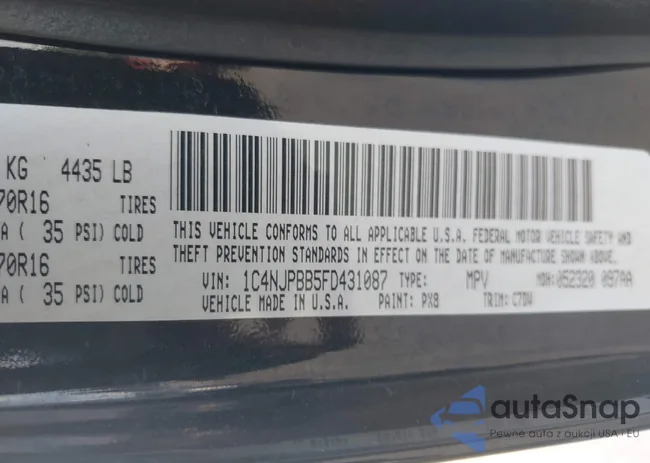 KG 4435 LB
70R16 TIRES
A ( 35 PSI) COLD
70R16 TIRES
A ( 35 PSI) COLD
THIS VEHICLE CONFORMS TO ALL APPLICABLE U.S.A. FEDERAL MOTOR VEHICLE SAFETY AND
THEFT PREVENTION STANDARDS IN EFFECT ON THE DATE OF MANUFACTURE SHOWN ABOVE.
VIN: 1C4NJPBB5FD431087 TYPE: MPV MDH: 052320 097AA
VEHICLE MADE IN U.S.A. PAINT: PX8 TRIM: C7DV
autaSnap
Pewne auta z aukcji USA i EU